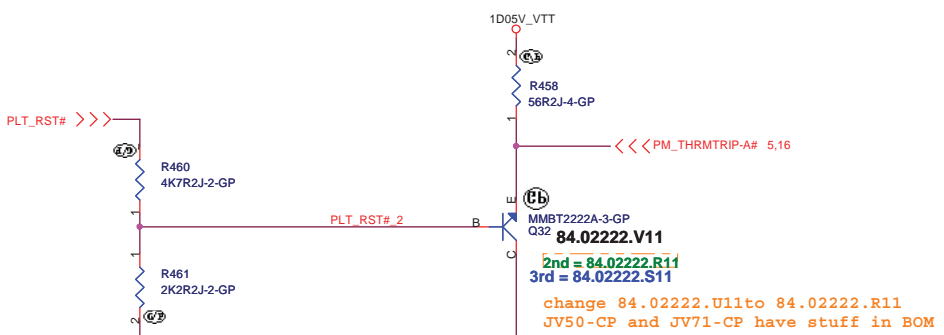 1D05V_VTT
2
R458
56R2J-4-GP
1
PLT_RST#
PM_THRMTRIP-A# 5,16
R460
4K7R2J-2-GP
1
E
MMBT2222A-3-GP
PLT_RST#_2
B
Q32
84.02222.V11
C
1
R461
2K2R2J-2-GP
2
2nd = 84.02222.R11
3rd = 84.02222.S11
change 84.02222.U11to 84.02222.R11
JV50-CP and JV71-CP have stuff in BOM